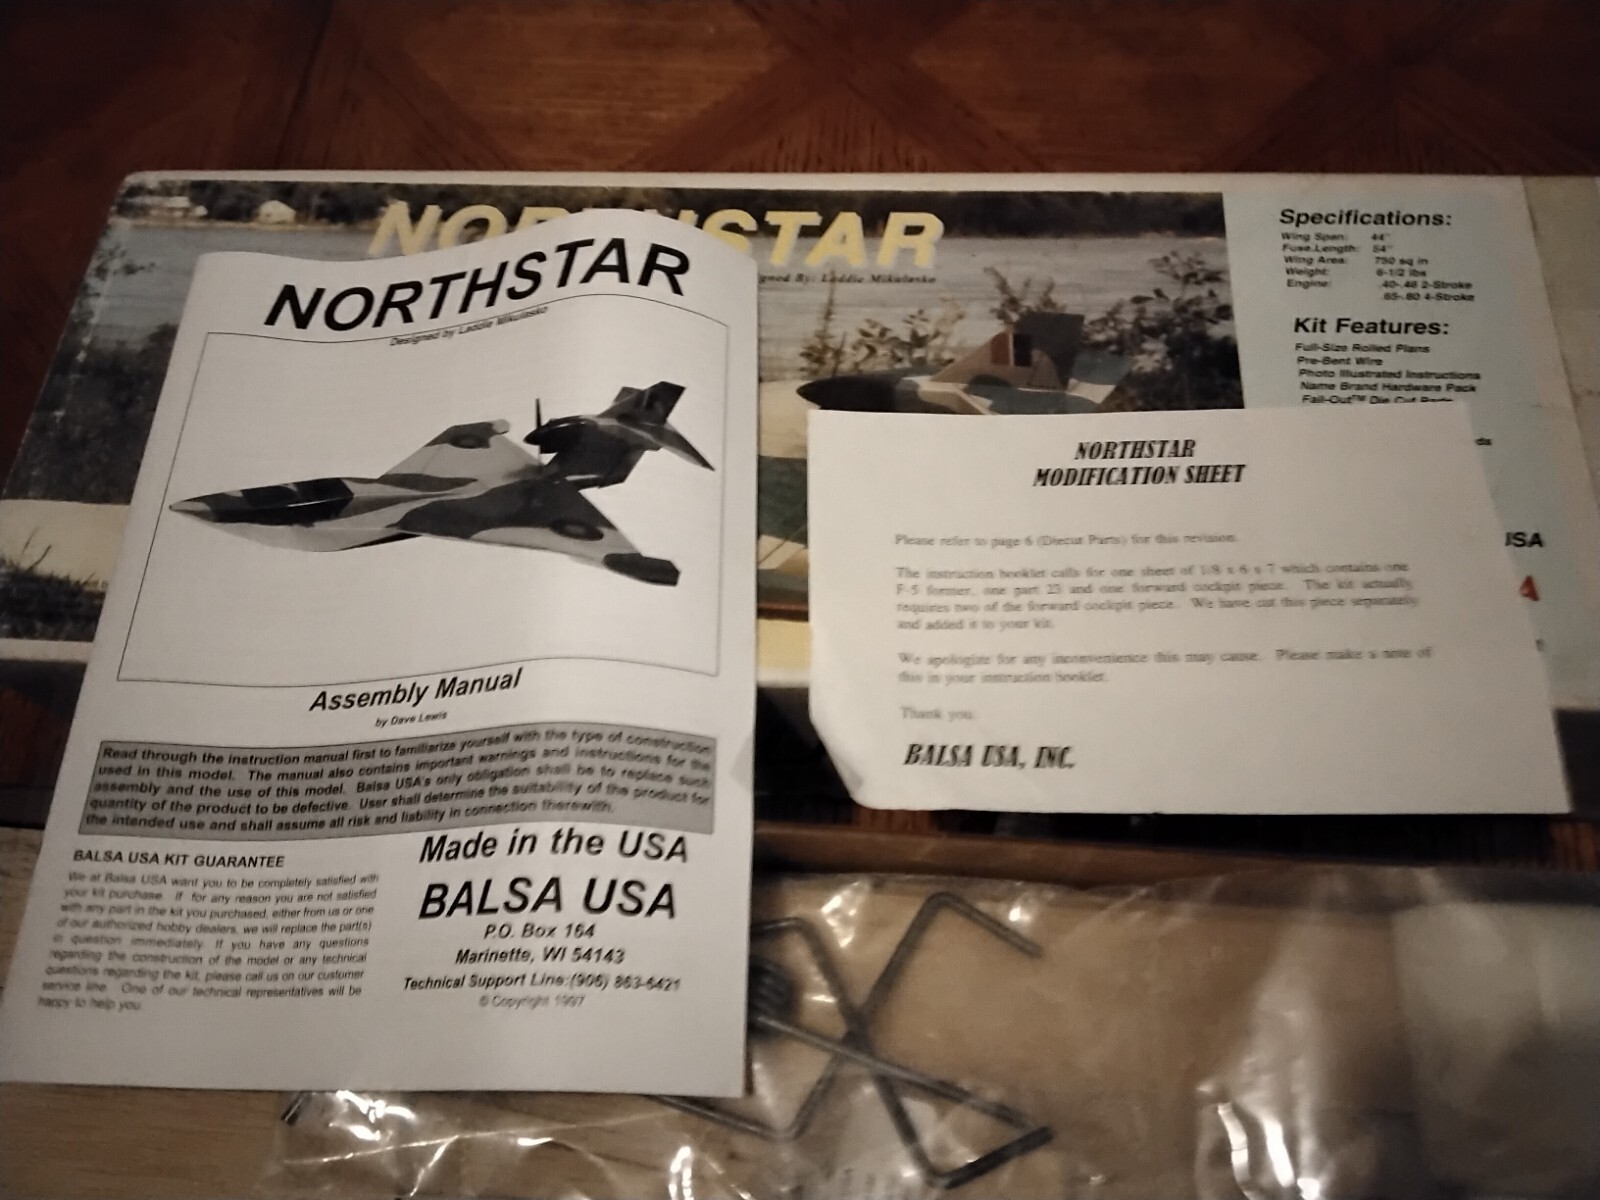 NORTHSTAR
Designed by Laddie Mikulasko
Assembly Manual
by Dave Lewis
Read through the instruction manual first to familiarize yourself with the type of construction
used in this model. The manual also contains important warnings and instructions for the
assembly and the use of this model. Balsa USA's only obligation shall be to replace such
quantity of the product to be defective. User shall determine the suitability of the product for
the intended use and shall assume all risk and liability in connection therewith.
BALSA USA KIT GUARANTEE
We at Balsa USA want you to be completely satisfied with
your kit purchase. If for any reason you are not satisfied
with any part in the kit you purchased, either from us or one
of our authorized hobby dealers, we will replace the part(s)
in question immediately. If you have any questions
regarding the construction of the model or any technical
questions regarding the kit, please call us on our customer
service line. One of our technical representatives will be
happy to help you.
Made in the USA
BALSA USA
P.O. Box 164
Marinette, WI 54143
Technical Support Line:(906) 863-6421
© Copyright 1997
NORTHSTAR
gned By: Laddie Mikulasko
Specifications:
Wing Span: 44"
Fuse.Length: 54"
Wing Area: 750 sq in
Weight: 6-1/2 lbs
Engine: .40-.46 2-Stroke
.65-.80 4-Stroke
Kit Features:
Full-Size Rolled Plans
Pre-Bent Wire
Photo Illustrated Instructions
Name Brand Hardware Pack
Fall-Out™ Die Cut Parts
ds
USA
4
NORTHSTAR
MODIFICATION SHEET
Please refer to page 6 (Diecut Parts) for this revision.
The instruction booklet calls for one sheet of 1/8 x 6 x 7 which contains one
F-5 former, one part 23 and one forward cockpit piece. The kit actually
requires two of the forward cockpit piece. We have cut this piece separately
and added it to your kit.
We apologize for any inconvenience this may cause. Please make a note of
this in your instruction booklet.
Thank you.
BALSA USA, INC.